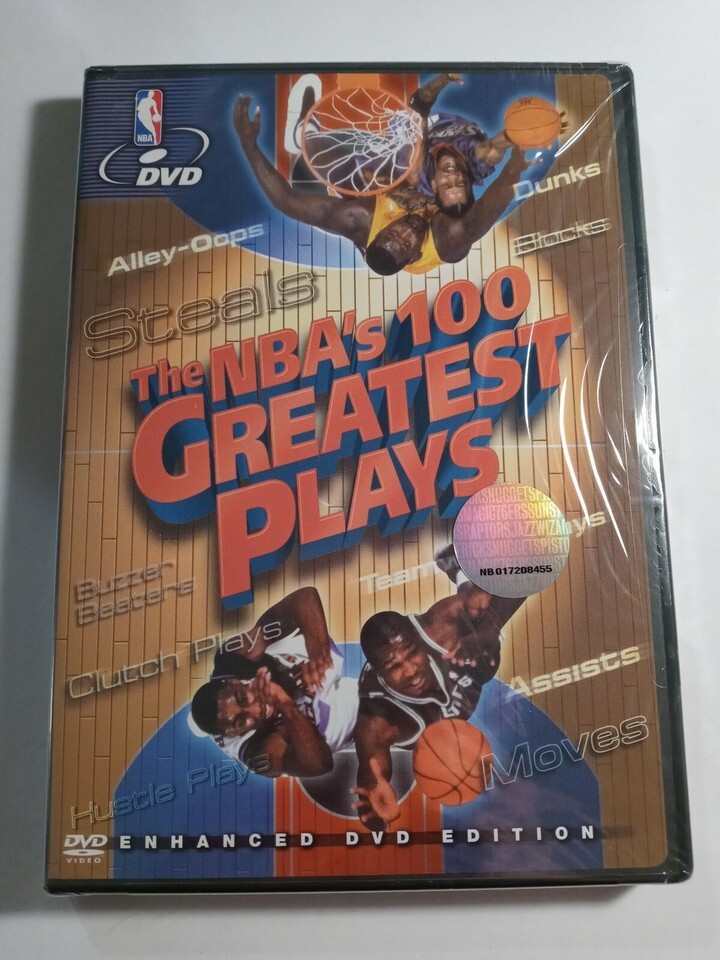 NBA
DVD
Dunks
Alley-Oops
Blocks
Steals
The NBA's 100
GREATEST
PLAYS
NB017208455
Buzzer
Beaters
Team
Clutch Plays
Assists
Moves
Hustle Plays
DVD
VIDEO
ENHANCED DVD EDITION